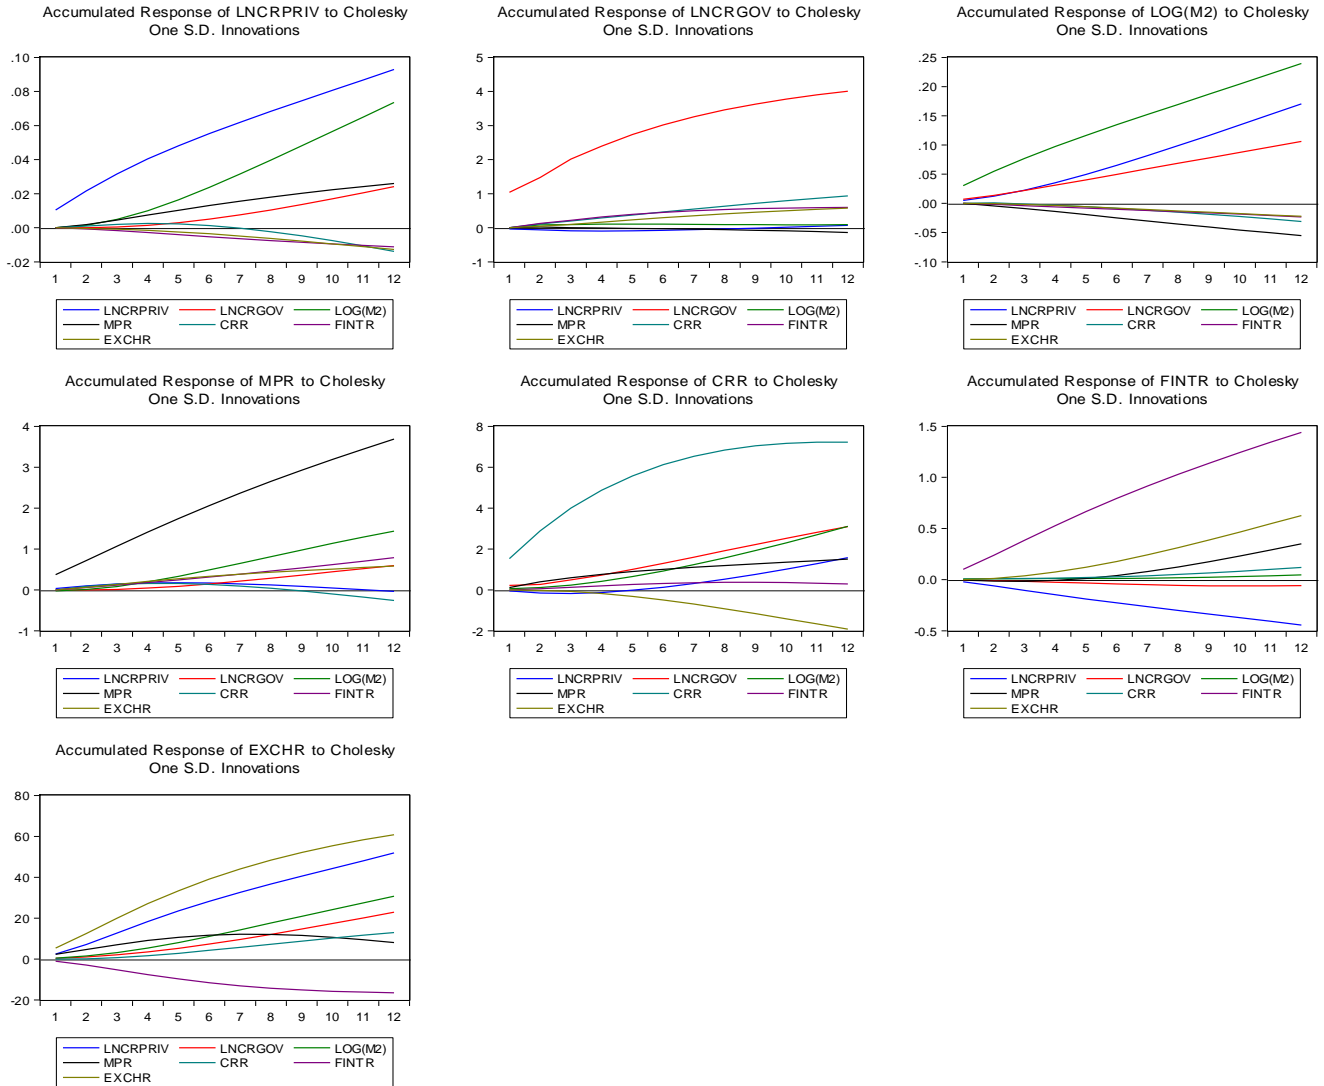 Accumulated Response of LNCRPRIV to Cholesky
One S.D. Innovations
.10
.08
.06
.04
.02
.00
-.02
1 2 3 4 5 6 7 8 9 10 11 12
LNCRPRIV LNCRGOV LOG(M2)
MPR CRR FINTR
EXCHR
Accumulated Response of LNCRGOV to Cholesky
One S.D. Innovations
5
4
3
2
1
0
-1
1 2 3 4 5 6 7 8 9 10 11 12
LNCRPRIV LNCRGOV LOG(M2)
MPR CRR FINTR
EXCHR
Accumulated Response of LOG(M2) to Cholesky
One S.D. Innovations
.25
.20
.15
.10
.05
.00
-.05
-.10
1 2 3 4 5 6 7 8 9 10 11 12
LNCRPRIV LNCRGOV LOG(M2)
MPR CRR FINTR
EXCHR
Accumulated Response of MPR to Cholesky
One S.D. Innovations
4
3
2
1
0
-1
1 2 3 4 5 6 7 8 9 10 11 12
LNCRPRIV LNCRGOV LOG(M2)
MPR CRR FINTR
EXCHR
Accumulated Response of CRR to Cholesky
One S.D. Innovations
8
6
4
2
0
-2
1 2 3 4 5 6 7 8 9 10 11 12
LNCRPRIV LNCRGOV LOG(M2)
MPR CRR FINTR
EXCHR
Accumulated Response of FINTR to Cholesky
One S.D. Innovations
1.5
1.0
0.5
0.0
-0.5
1 2 3 4 5 6 7 8 9 10 11 12
LNCRPRIV LNCRGOV LOG(M2)
MPR CRR FINTR
EXCHR
Accumulated Response of EXCHR to Cholesky
One S.D. Innovations
80
60
40
20
0
-20
1 2 3 4 5 6 7 8 9 10 11 12
LNCRPRIV LNCRGOV LOG(M2)
MPR CRR FINTR
EXCHR